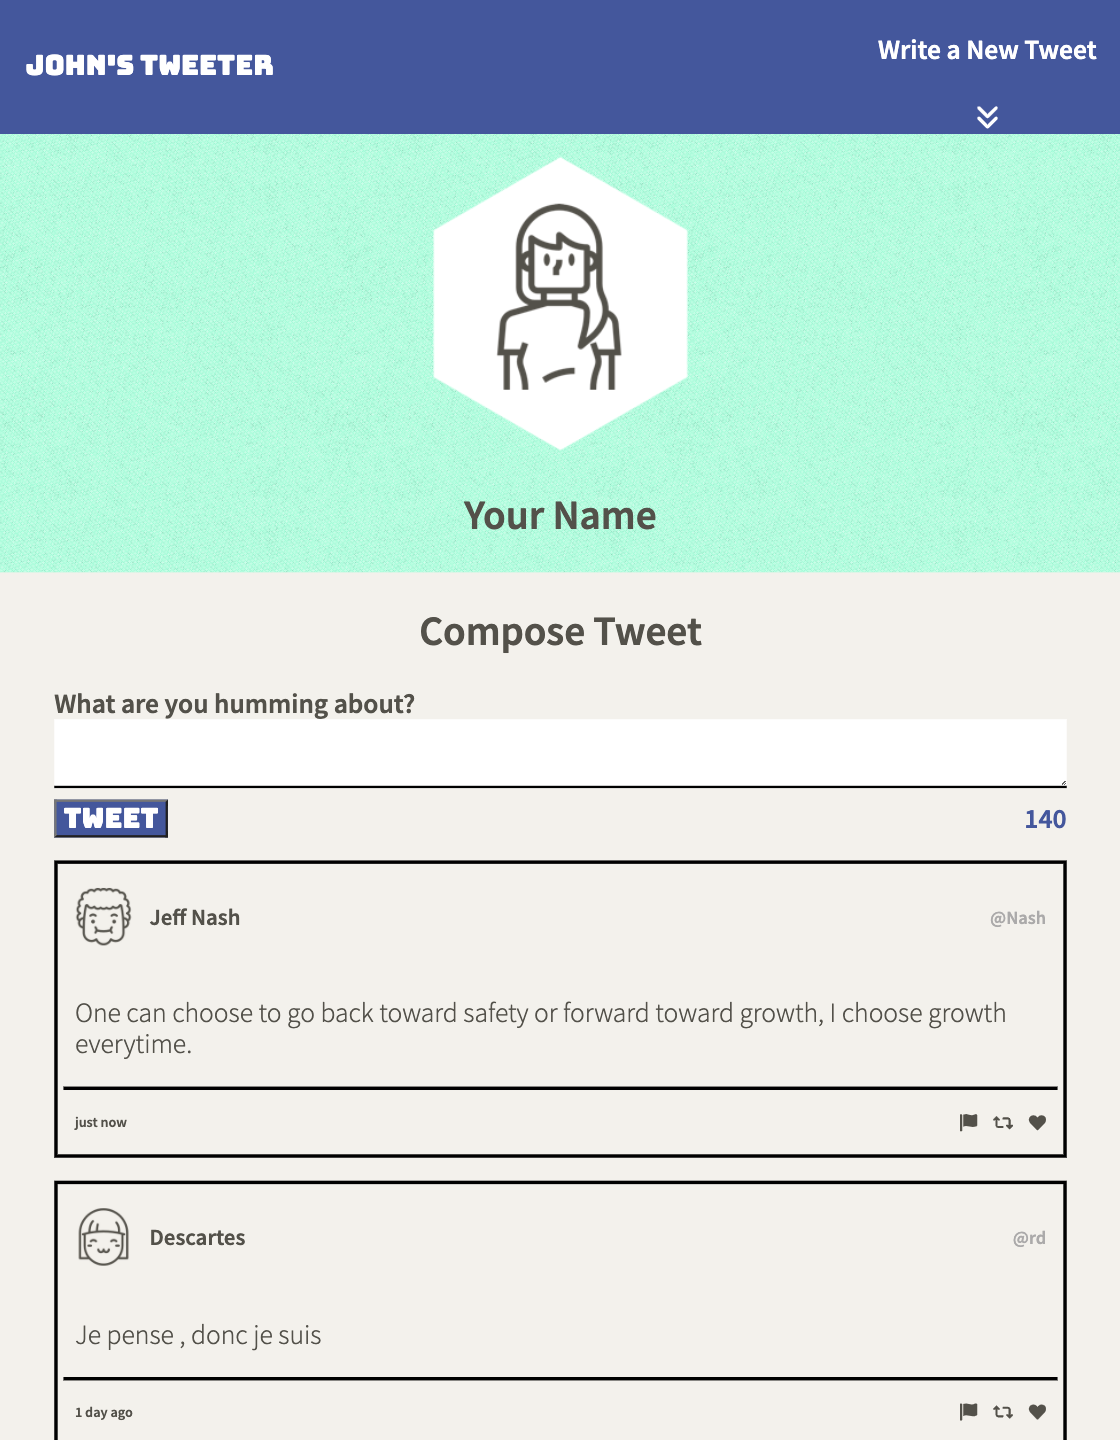 JOHN'S TWEETER
Write a New Tweet
Your Name
Compose Tweet
What are you humming about?
TWEET
140
Jeff Nash
@Nash
One can choose to go back toward safety or forward toward growth, I choose growth
everytime.
just now
Descartes
@rd
Je pense , donc je suis
1 day ago